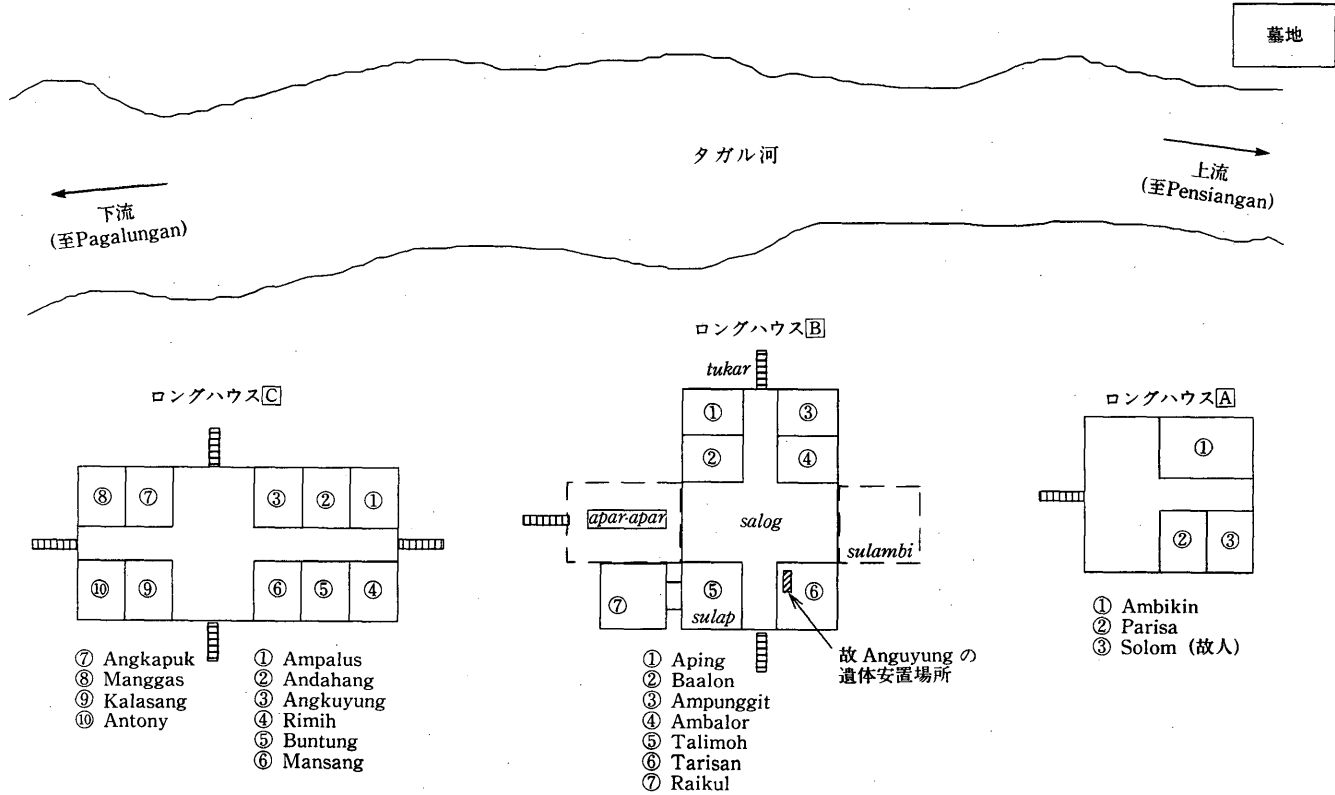 墓地
タガル河
上流
(至Pensiangan)
下流
(至Pagalungan)
ロングハウスB
tukar
① ③
② ④
apar-apar
salog
sulambi
⑦ ⑤ ⑥
sulap
故 Anguyung の
遺体安置場所
① Aping
② Baalon
③ Ampunggit
④ Ambalor
⑤ Talimoh
⑥ Tarisan
⑦ Raikul
ロングハウスC
⑧ ⑦ ③ ② ①
⑩ ⑨ ⑥ ⑤ ④
⑦ Angkapuk
⑧ Manggas
⑨ Kalasang
⑩ Antony
① Ampalus
② Andahang
③ Angkuyung
④ Rimih
⑤ Buntung
⑥ Mansang
ロングハウスA
①
② ③
① Ambikin
② Parisa
③ Solom (故人)